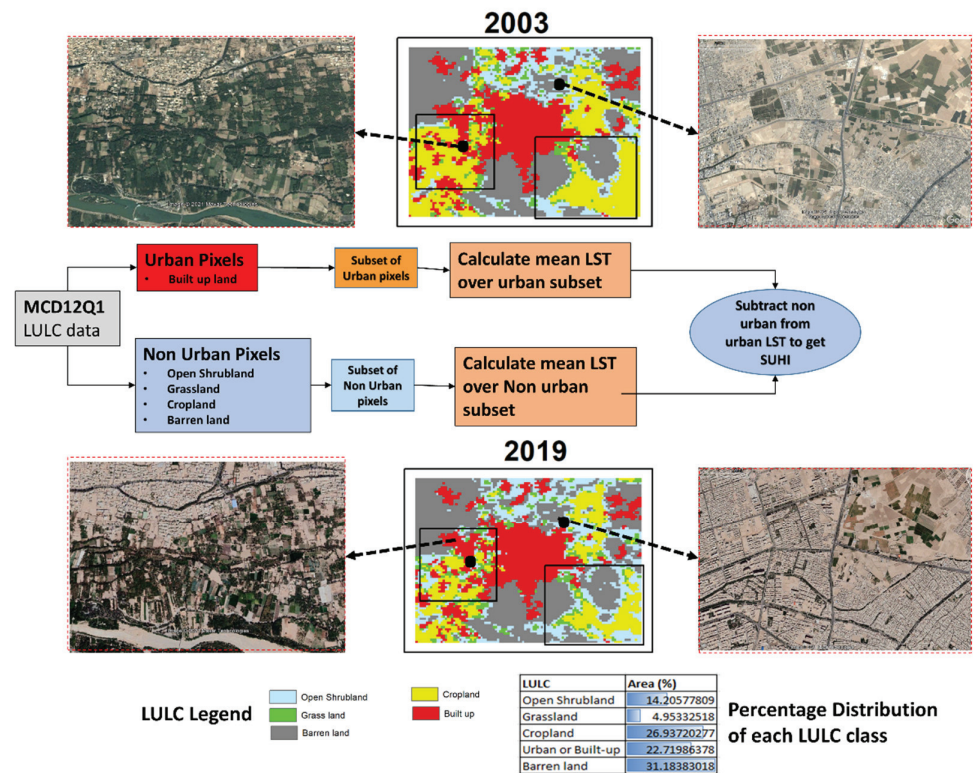 2003
Urban Pixels
• Built up land
Subset of
Urban pixels
Calculate mean LST
over urban subset
MCD12Q1
LULC data
Subtract non
urban from
urban LST to get
SUHI
Non Urban Pixels
• Open Shrubland
• Grassland
• Cropland
• Barren land
Subset of
Non Urban
pixels
Calculate mean LST
over Non urban
subset
2019
LULC Legend
Open Shrubland
Grass land
Barren land
Cropland
Built up
LULC Area (%)
Open Shrubland 14.20577809
Grassland 4.95332518
Cropland 26.93720277
Urban or Built-up 22.71986378
Barren land 31.18383018
Percentage Distribution
of each LULC class